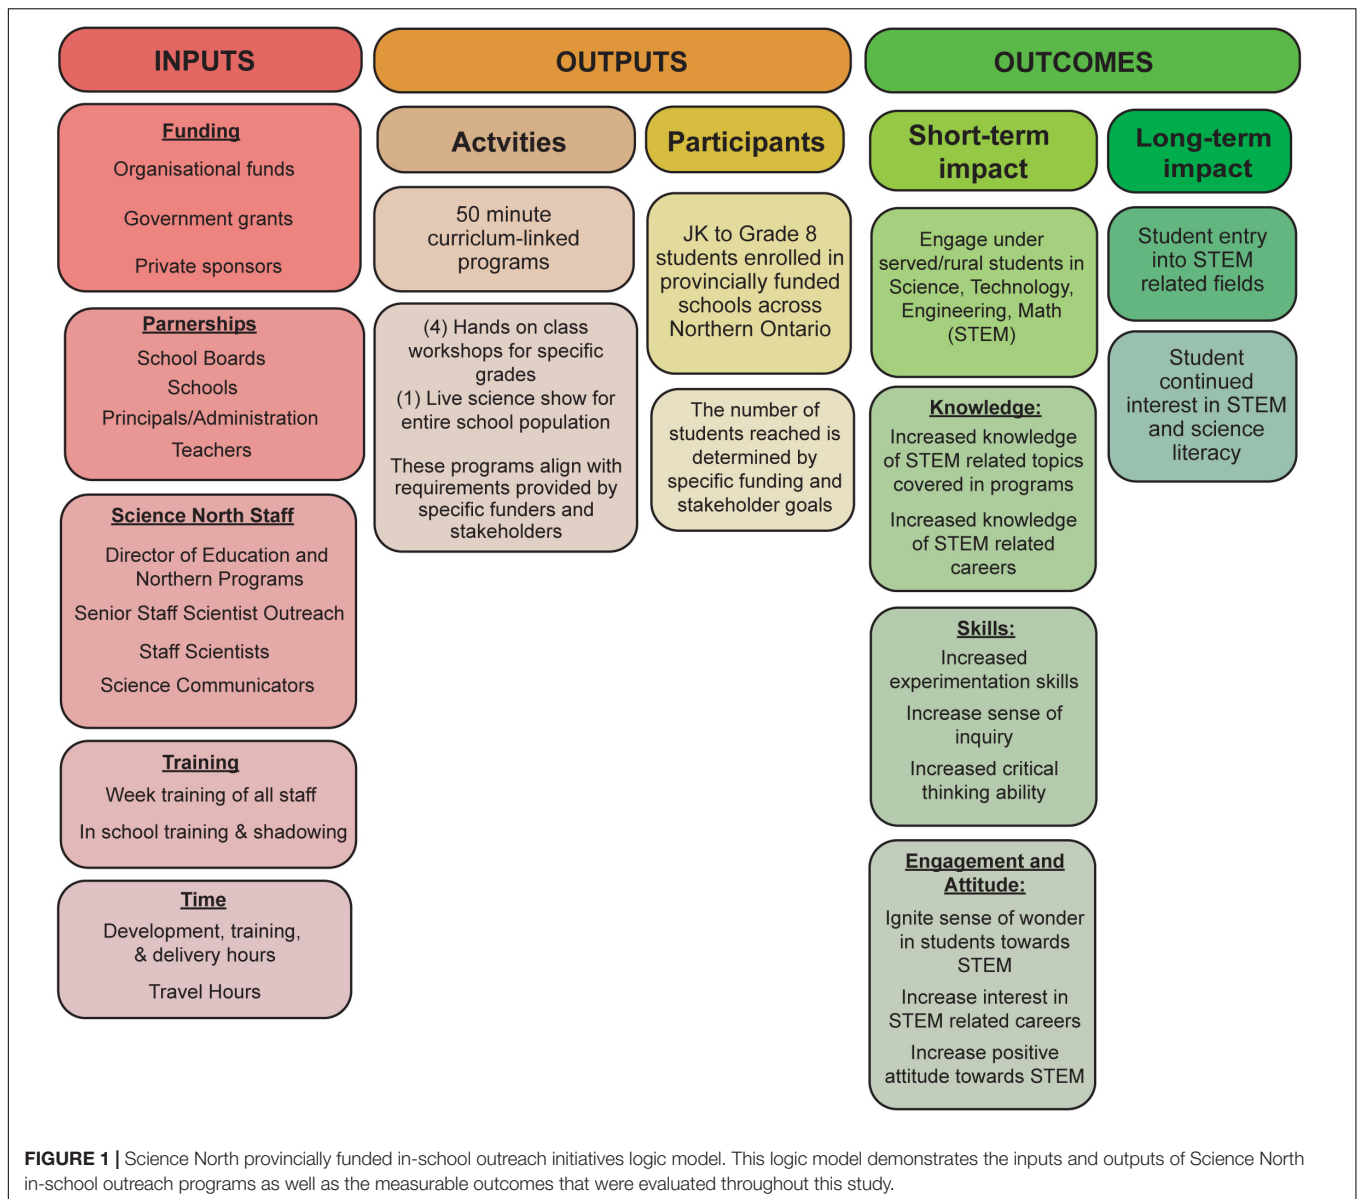 INPUTS
Funding
Organisational funds
Government grants
Private sponsors
Parnerships
School Boards
Schools
Principals/Administration
Teachers
Science North Staff
Director of Education and
Northern Programs
Senior Staff Scientist Outreach
Staff Scientists
Science Communicators
Training
Week training of all staff
In school training & shadowing
Time
Development, training,
& delivery hours
Travel Hours
OUTPUTS
Actvities
50 minute
curriclum-linked
programs
(4) Hands on class
workshops for specific
grades
(1) Live science show for
entire school population
These programs align with
requirements provided by
specific funders and
stakeholders
Participants
JK to Grade 8
students enrolled in
provincially funded
schools across
Northern Ontario
The number of
students reached is
determined by
specific funding and
stakeholder goals
OUTCOMES
Short-term
impact
Engage under
served/rural students in
Science, Technology,
Engineering, Math
(STEM)
Knowledge:
Increased knowledge
of STEM related topics
covered in programs
Increased knowledge
of STEM related
careers
Skills:
Increased
experimentation skills
Increase sense of
inquiry
Increased critical
thinking ability
Engagement and
Attitude:
Ignite sense of wonder
in students towards
STEM
Increase interest in
STEM related careers
Increase positive
attitude towards STEM
Long-term
impact
Student entry
into STEM
related fields
Student
continued
interest in STEM
and science
literacy
FIGURE 1 | Science North provincially funded in-school outreach initiatives logic model. This logic model demonstrates the inputs and outputs of Science North
in-school outreach programs as well as the measurable outcomes that were evaluated throughout this study.